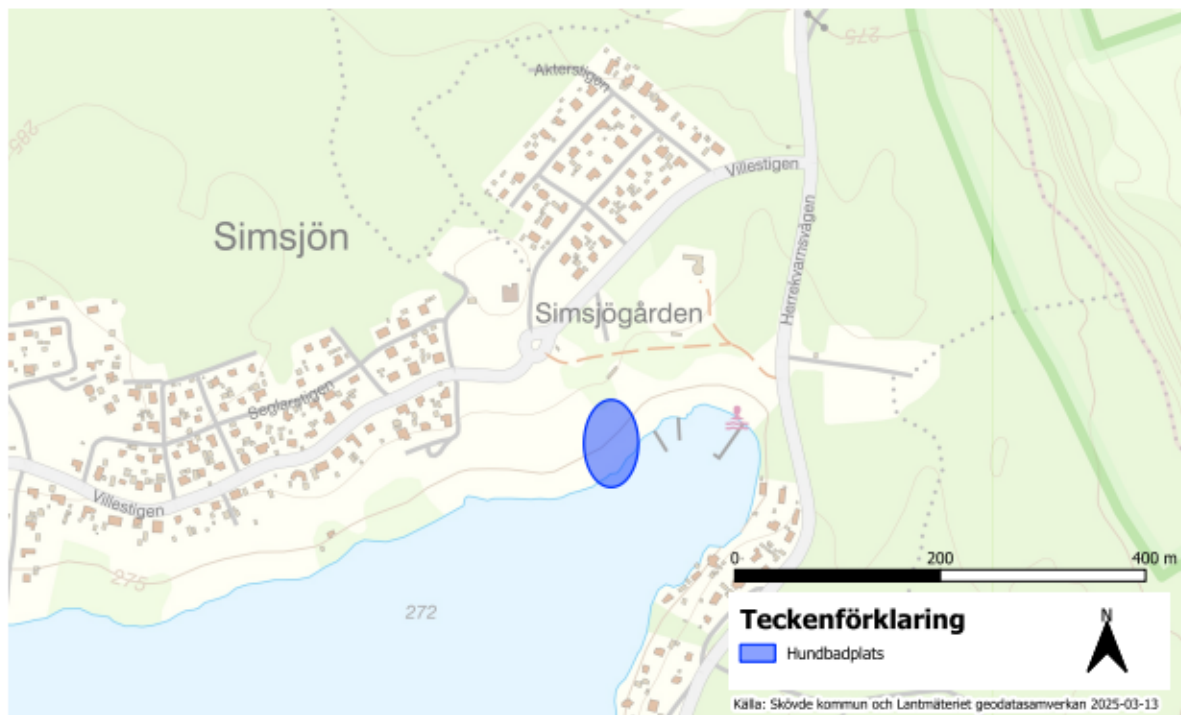 275
Akterstigen
285
Villestigen
Simsjön
Herrekvarnsvägen
Simsjögården
Seglarstigen
Villestigen
275
272
0 200 400 m
Teckenförklaring
N
Hundbadplats
Källa: Skövde kommun och Lantmäteriet geodatasamverkan 2025-03-13